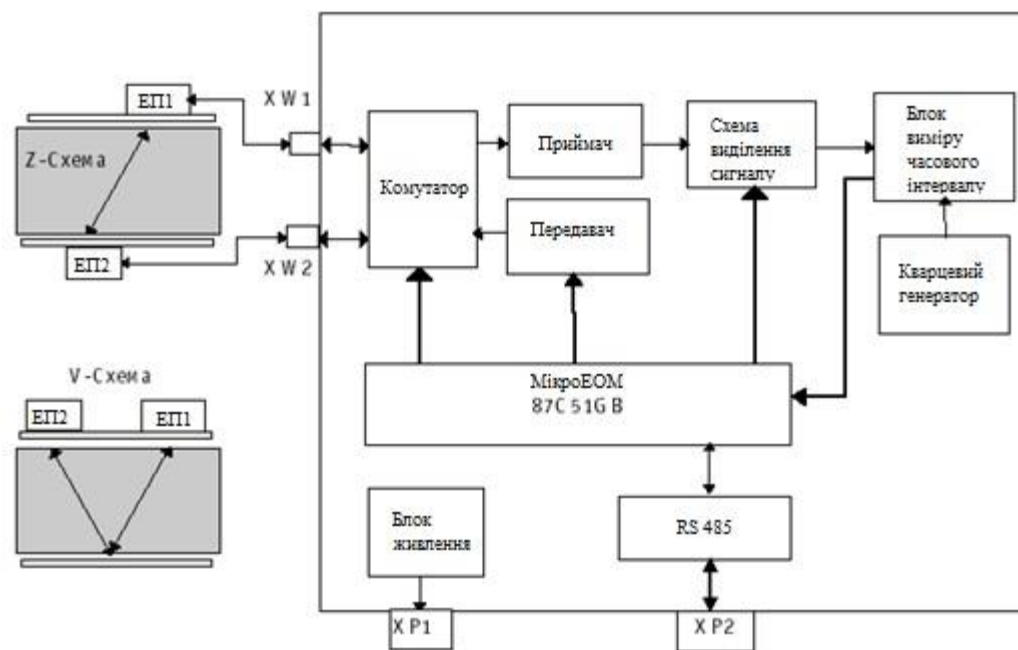 ЕП1
X W 1
Z-Схема
ЕП2
X W 2
Комутатор
Приймач
Передавач
Схема
виділення
сигналу
Блок
виміру
часового
інтервалу
Кварцевий
генератор
МікроЕОМ
87C 51G B
V-Схема
ЕП2
ЕП1
Блок
живлення
RS 485
X P1
X P2